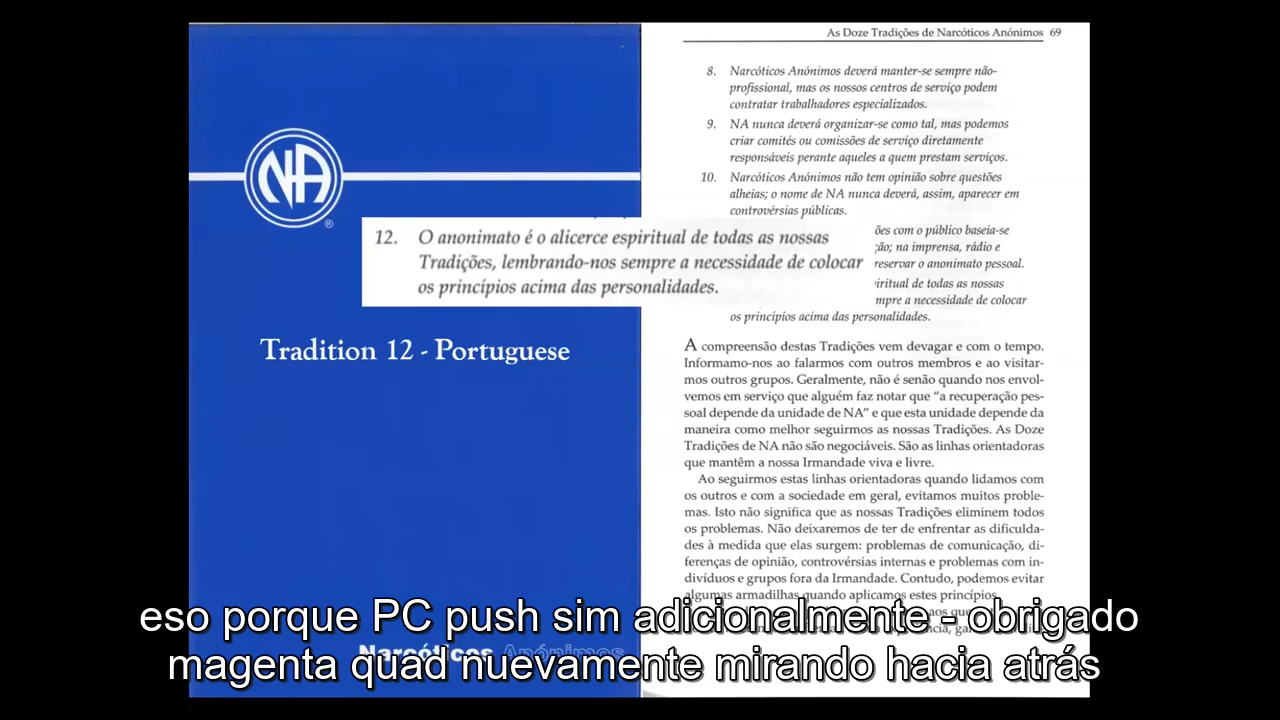 As Doze Tradições de Narcóticos Anónimos 69
8. Narcóticos Anónimos deverá manter-se sempre não-
profissional, mas os nossos centros de serviço podem
contratar trabalhadores especializados.
9. NA nunca deverá organizar-se como tal, mas podemos
criar comités ou comissões de serviço diretamente
responsáveis perante aqueles a quem prestam serviços.
10. Narcóticos Anónimos não tem opinião sobre questões
alheias; o nome de NA nunca deverá, assim, aparecer em
controvérsias públicas.
NA
®
12. O anonimato é o alicerce espiritual de todas as nossas
Tradições, lembrando-nos sempre a necessidade de colocar
os princípios acima das personalidades.
ões com o público baseia-se
ção; na imprensa, rádio e
reservar o anonimato pessoal.
iritual de todas as nossas
mpre a necessidade de colocar
os princípios acima das personalidades.
Tradition 12 - Portuguese
A compreensão destas Tradições vem devagar e com o tempo.
Informamo-nos ao falarmos com outros membros e ao visitar-
mos outros grupos. Geralmente, não é senão quando nos envol-
vemos em serviço que alguém faz notar que “a recuperação pes-
soal depende da unidade de NA” e que esta unidade depende da
maneira como melhor seguirmos as nossas Tradições. As Doze
Tradições de NA não são negociáveis. São as linhas orientadoras
que mantêm a nossa Irmandade viva e livre.
Ao seguirmos estas linhas orientadoras quando lidamos com
os outros e com a sociedade em geral, evitamos muitos proble-
mas. Isto não significa que as nossas Tradições eliminem todos
os problemas. Não deixaremos de ter de enfrentar as dificulda-
des à medida que elas surgem: problemas de comunicação, di-
ferenças de opinião, controvérsias internas e problemas com in-
divíduos e grupos fora da Irmandade. Contudo, podemos evitar
algumas armadilhas quando aplicamos estes princípios.
Narcóticos Anónimos
eso porque PC push sim adicionalmente - obrigado
magenta quad nuevamente mirando hacia atrás